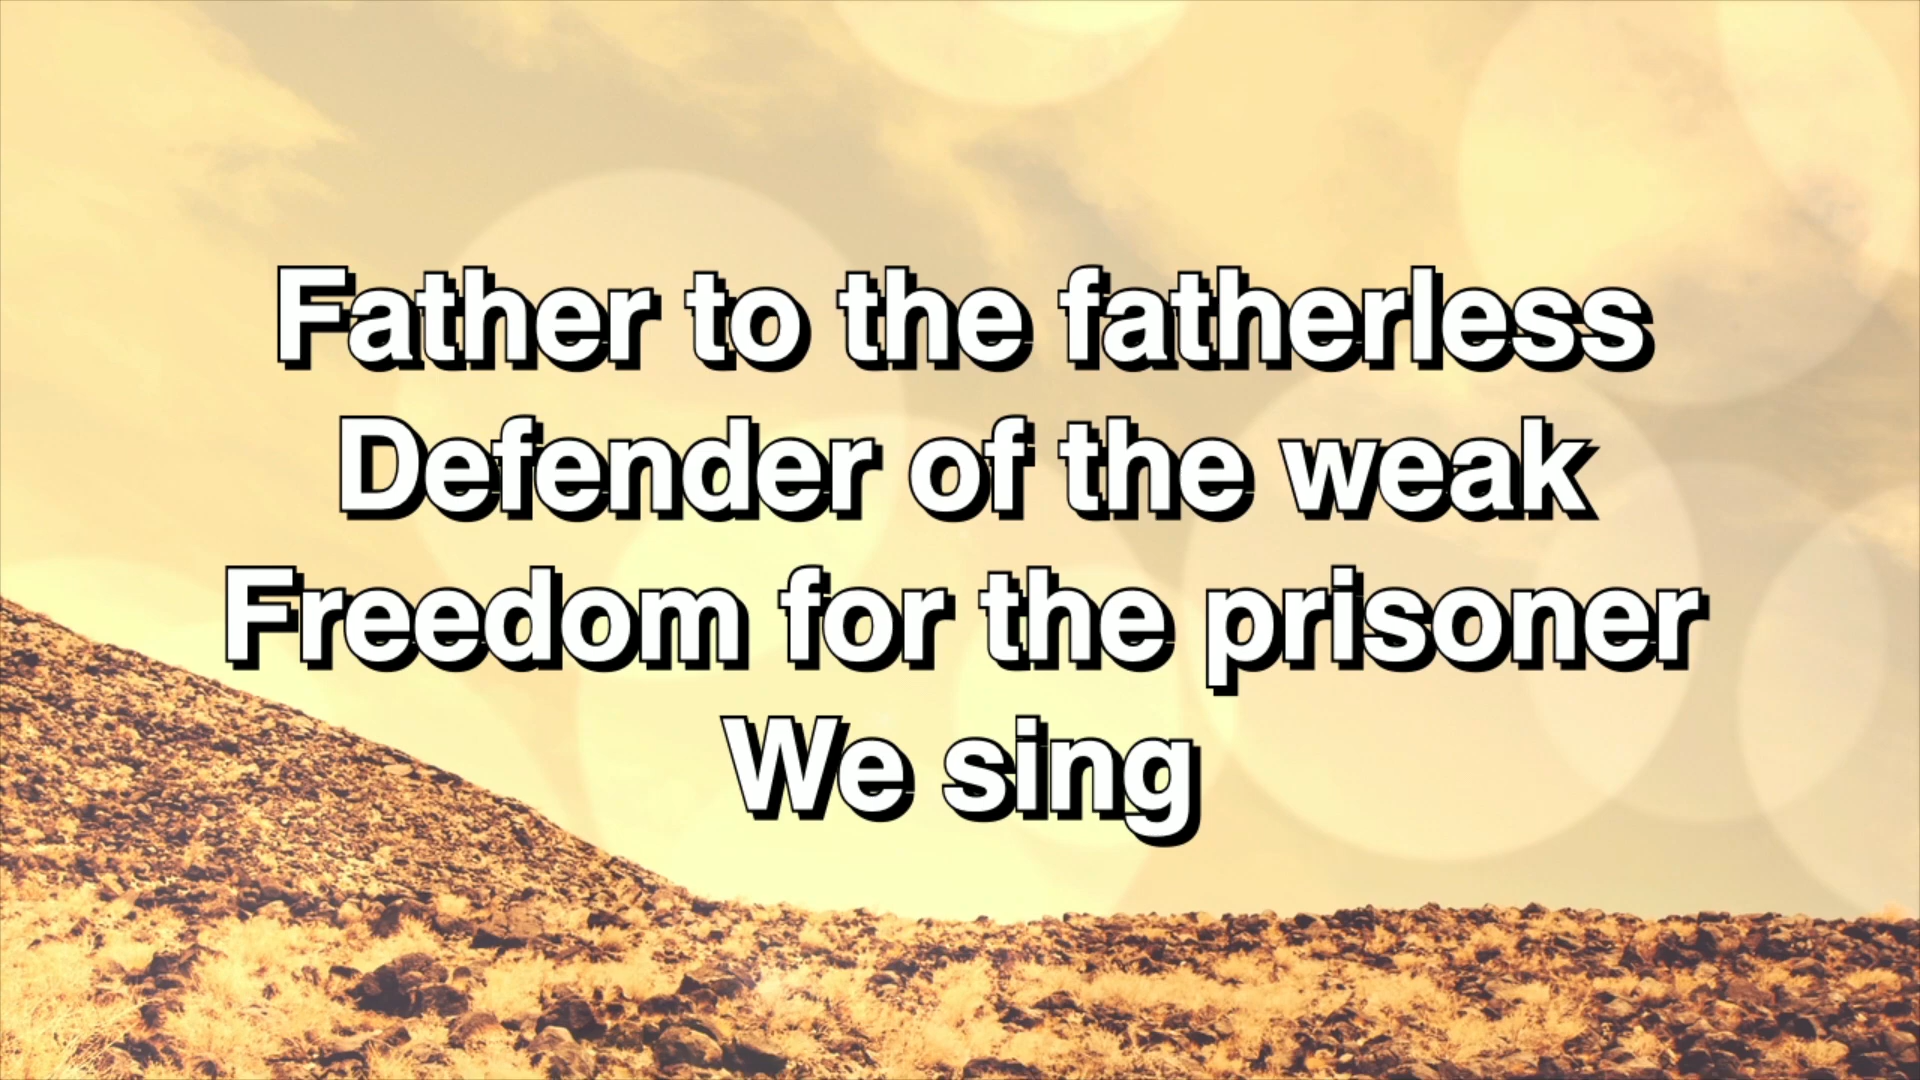 Father to the fatherless
Defender of the weak
Freedom for the prisoner
We sing